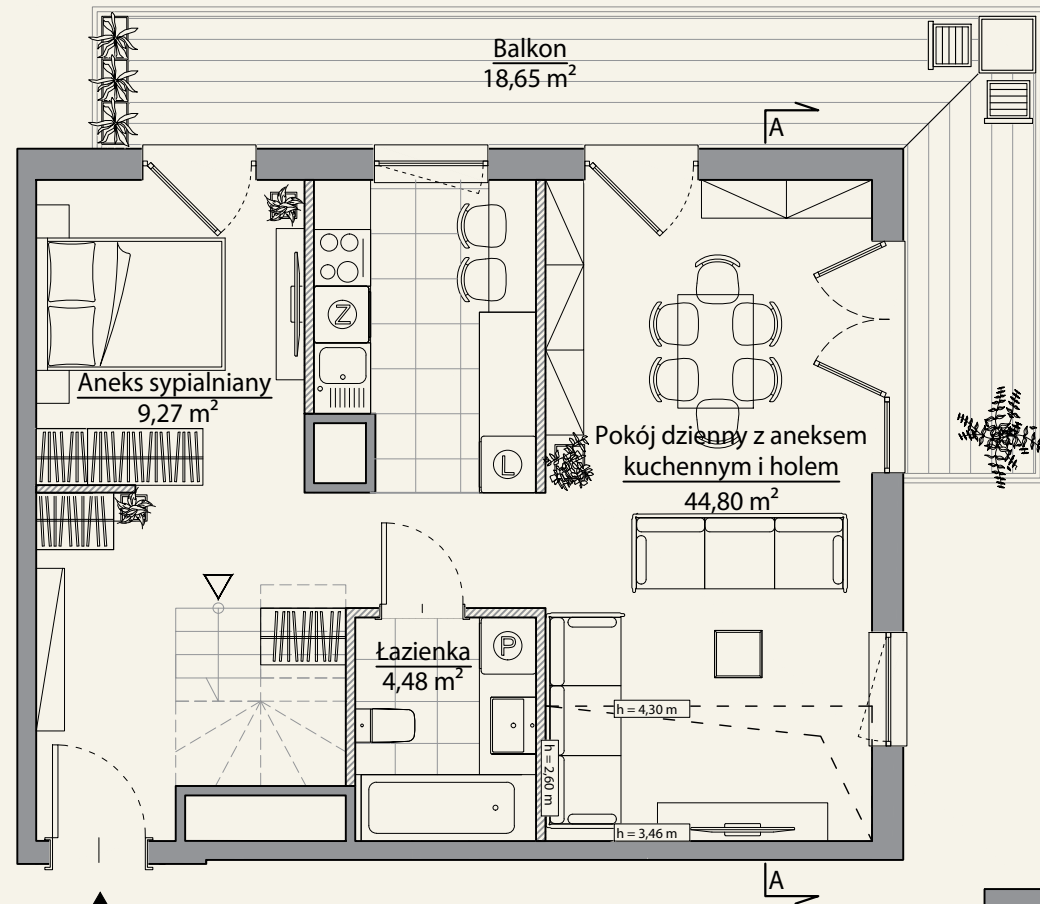 Balkon
18,65 m²
A
Z
Aneks sypialniany
9,27 m²
Pokój dzienny z aneksem
kuchennym i holem
44,80 m²
L
Łazienka
4,48 m²
P
h = 4,30 m
h = 2,60 m
h = 3,46 m
A